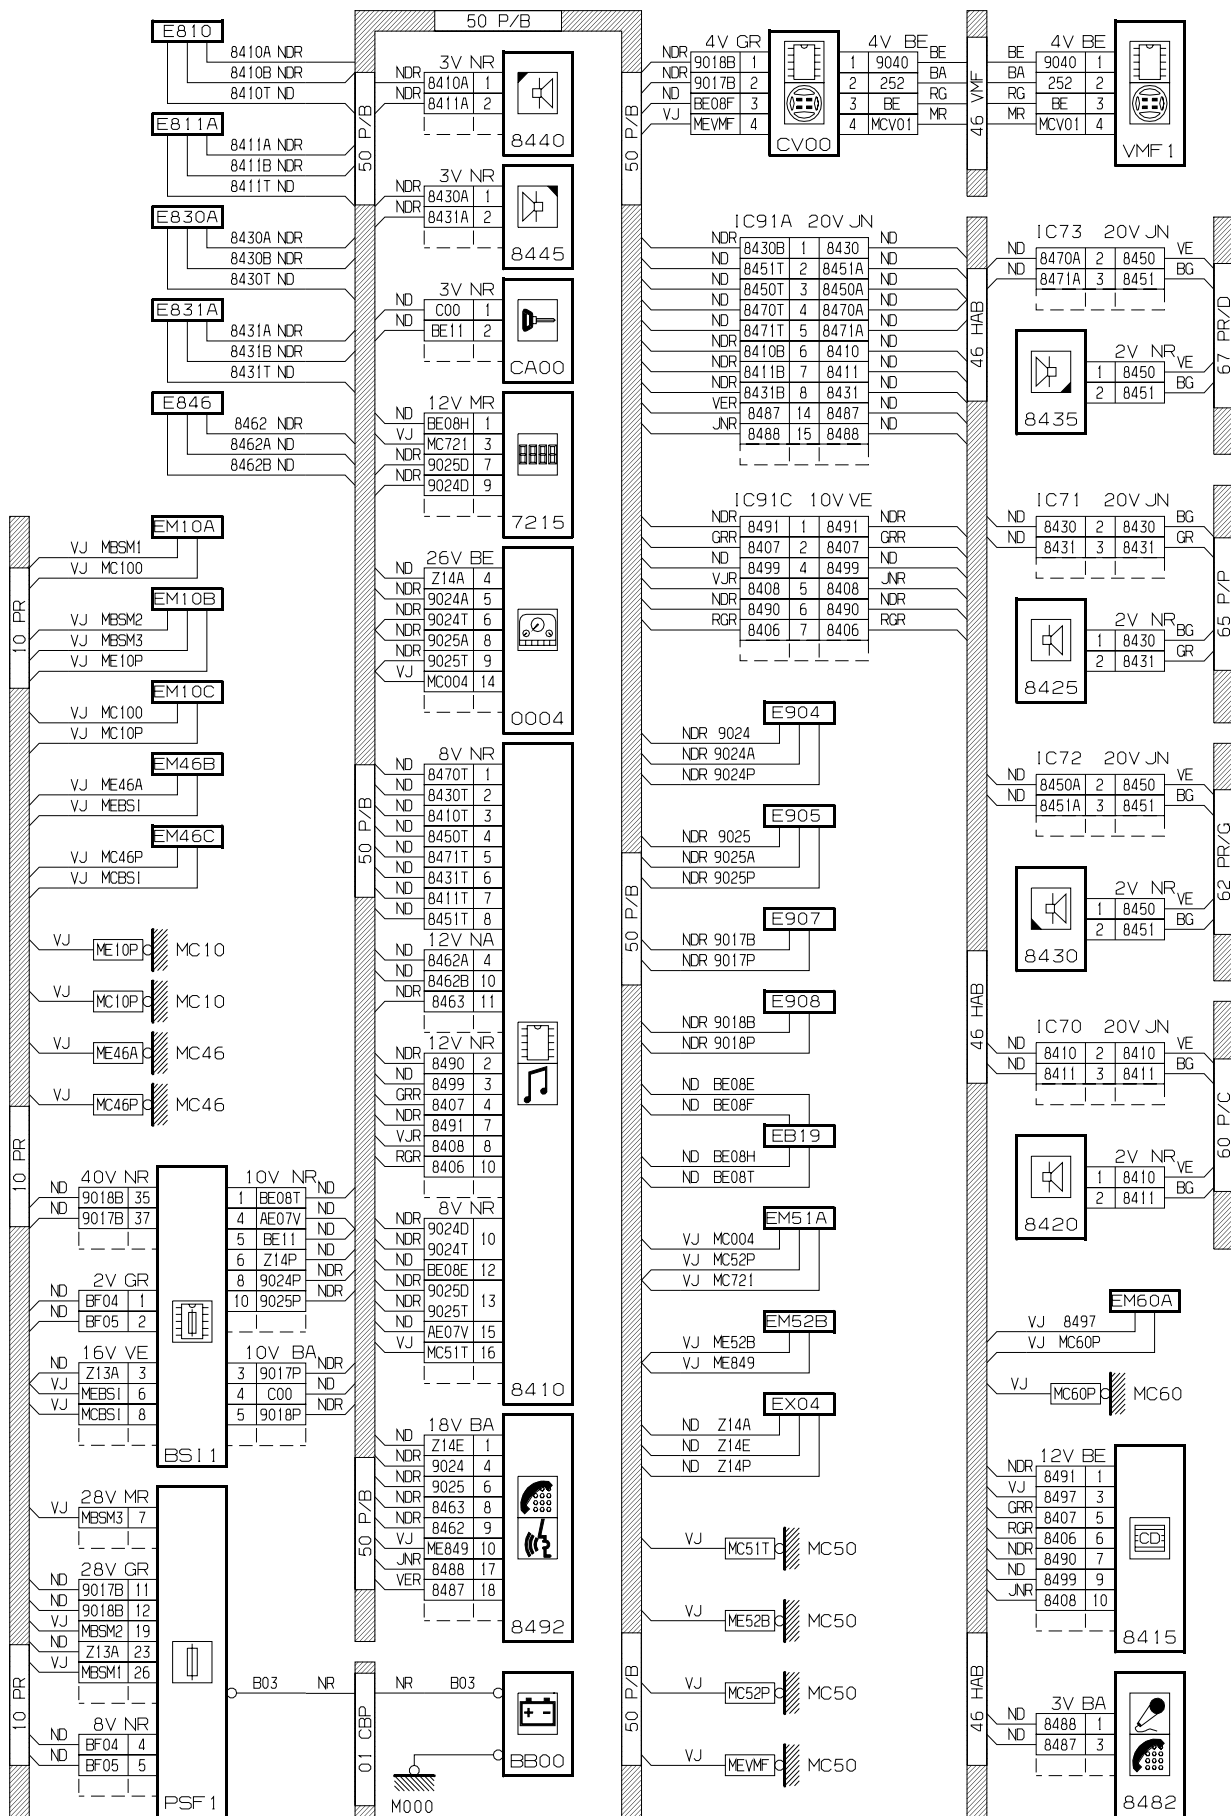 50 P/B
E810
8410A NDR
8410B NDR
8410T ND
E811A
8411A NDR
8411B NDR
8411T ND
E830A
8430A NDR
8430B NDR
8430T ND
E831A
8431A NDR
8431B NDR
8431T ND
E846
8462 NDR
8462A ND
8462B ND
10 PR
EM10A
VJ MBSM1
VJ MC100
EM10B
VJ MBSM2
VJ MBSM3
VJ ME10P
EM10C
VJ MC100
VJ MC10P
EM46B
VJ ME46A
VJ MEBSI
EM46C
VJ MC46P
VJ MCBSI
VJ ME10P MC10
VJ MC10P MC10
VJ ME46A MC46
VJ MC46P MC46
10 PR
40V NR
ND 9018B 35
ND 9017B 37
2V GR
ND BF04 1
ND BF05 2
16V VE
ND Z13A 3
VJ MEBSI 6
VJ MCBSI 8
10V NR
1 BE08T ND
4 AE07V ND
5 BE11 ND
6 Z14P ND
8 9024P NDR
10 9025P NDR
10V BA
3 9017P NDR
4 C00 ND
5 9018P NDR
BSI1
28V MR
VJ MBSM3 7
28V GR
ND 9017B 11
ND 9018B 12
VJ MBSM2 19
ND Z13A 23
VJ MBSM1 26
8V NR
ND BF04 4
ND BF05 5
PSF1
10 PR
B03 NR
01 CBP
NR B03
BB00
M000
50 P/B
3V NR
NDR 8410A 1
NDR 8411A 2
8440
3V NR
NDR 8430A 1
NDR 8431A 2
8445
3V NR
ND C00 1
ND BE11 2
CA00
12V MR
ND BE08H 1
VJ MC721 3
NDR 9025D 7
NDR 9024D 9
7215
26V BE
ND Z14A 4
NDR 9024A 5
NDR 9024T 6
NDR 9025A 8
NDR 9025T 9
VJ MC004 14
0004
50 P/B
8V NR
ND 8470T 1
ND 8430T 2
ND 8410T 3
ND 8450T 4
ND 8471T 5
ND 8431T 6
ND 8411T 7
ND 8451T 8
12V NA
ND 8462A 4
ND 8462B 10
NDR 8463 11
12V NR
NDR 8490 2
ND 8499 3
GRR 8407 4
NDR 8491 7
VJR 8408 8
RGR 8406 10
8V NR
NDR 9024D
NDR 9024T 10
ND BE08E 12
NDR 9025D
NDR 9025T 13
ND AE07V 15
VJ MC51T 16
8410
50 P/B
18V BA
ND Z14E 1
NDR 9024 4
NDR 9025 6
NDR 8463 8
NDR 8462 9
VJ ME849 10
JNR 8488 17
VER 8487 18
8492
50 P/B
4V GR
NDR 9018B 1
NDR 9017B 2
ND BE08F 3
VJ MEVMF 4
CV00
4V BE
1 9040 BE
2 252 BA
3 BE RG
4 MCV01 MR
46 VMF
4V BE
BE 9040 1
BA 252 2
RG BE 3
MR MCV01 4
VMF1
IC91A 20V JN
NDR 8430B 1 8430 ND
ND 8451T 2 8451A ND
ND 8450T 3 8450A ND
ND 8470T 4 8470A ND
ND 8471T 5 8471A ND
NDR 8410B 6 8410 ND
NDR 8411B 7 8411 ND
NDR 8431B 8 8431 ND
VER 8487 14 8487 ND
JNR 8488 15 8488 ND
IC91C 10V VE
NDR 8491 1 8491 NDR
GRR 8407 2 8407 GRR
ND 8499 4 8499 ND
VJR 8408 5 8408 JNR
NDR 8490 6 8490 NDR
RGR 8406 7 8406 RGR
E904
NDR 9024
NDR 9024A
NDR 9024P
E905
NDR 9025
NDR 9025A
NDR 9025P
50 P/B
E907
NDR 9017B
NDR 9017P
E908
NDR 9018B
NDR 9018P
ND BE08E
ND BE08F
EB19
ND BE08H
ND BE08T
EM51A
VJ MC004
VJ MC52P
VJ MC721
EM52B
VJ ME52B
VJ ME849
EX04
ND Z14A
ND Z14E
ND Z14P
VJ MC51T MC50
VJ ME52B MC50
VJ MC52P MC50
VJ MEVMF MC50
50 P/B
46 HAB
IC73 20V JN
ND 8470A 2 8450 VE
ND 8471A 3 8451 BG
67 PR/D
2V NR
1 8450 VE
2 8451 BG
8435
IC71 20V JN
ND 8430 2 8430 BG
ND 8431 3 8431 GR
65 P/P
2V NR
1 8430 BG
2 8431 GR
8425
IC72 20V JN
ND 8450A 2 8450 VE
ND 8451A 3 8451 BG
62 PR/G
2V NR
1 8450 VE
2 8451 BG
8430
46 HAB
IC70 20V JN
ND 8410 2 8410 VE
ND 8411 3 8411 BG
60 P/C
2V NR
1 8410 VE
2 8411 BG
8420
EM60A
VJ 8497
VJ MC60P
VJ MC60P MC60
12V BE
NDR 8491 1
VJ 8497 3
GRR 8407 5
RGR 8406 6
NDR 8490 7
ND 8499 9
JNR 8408 10
CD
8415
46 HAB
3V BA
ND 8488 1
ND 8487 3
8482